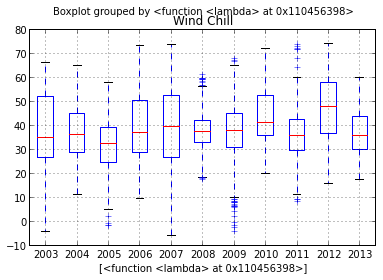 Boxplot grouped by <function <lambda> at 0x110456398>
Wind Chill
80
70
60
50
40
30
20
10
0
−10
2003 2004 2005 2006 2007 2008 2009 2010 2011 2012 2013
[<function <lambda> at 0x110456398>]